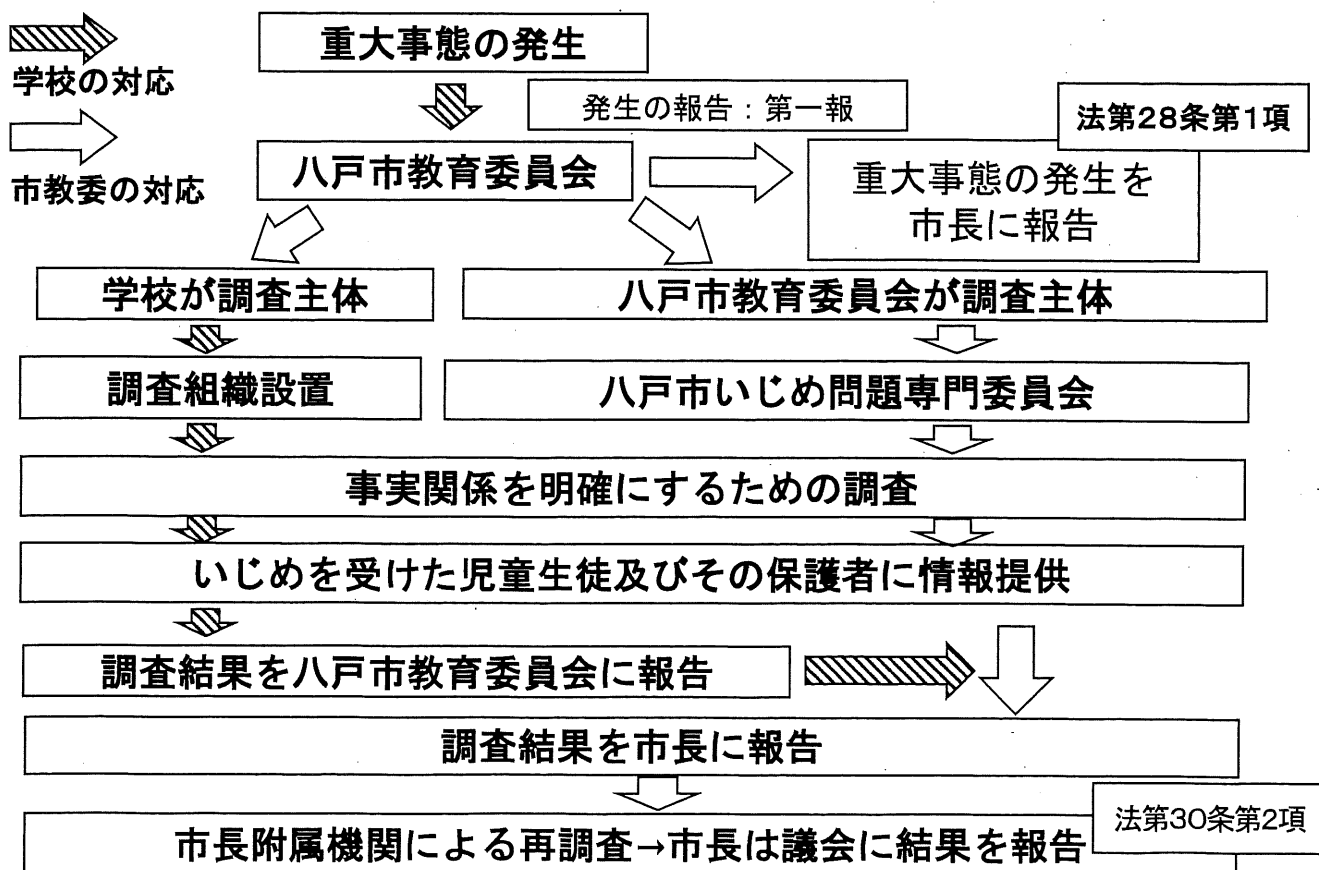 学校の対応
市教委の対応
重大事態の発生
発生の報告:第一報
法第28条第1項
八戸市教育委員会
重大事態の発生を
市長に報告
学校が調査主体
八戸市教育委員会が調査主体
調査組織設置
八戸市いじめ問題専門委員会
事実関係を明確にするための調査
いじめを受けた児童生徒及びその保護者に情報提供
調査結果を八戸市教育委員会に報告
調査結果を市長に報告
法第30条第2項
市長附属機関による再調査→市長は議会に結果を報告